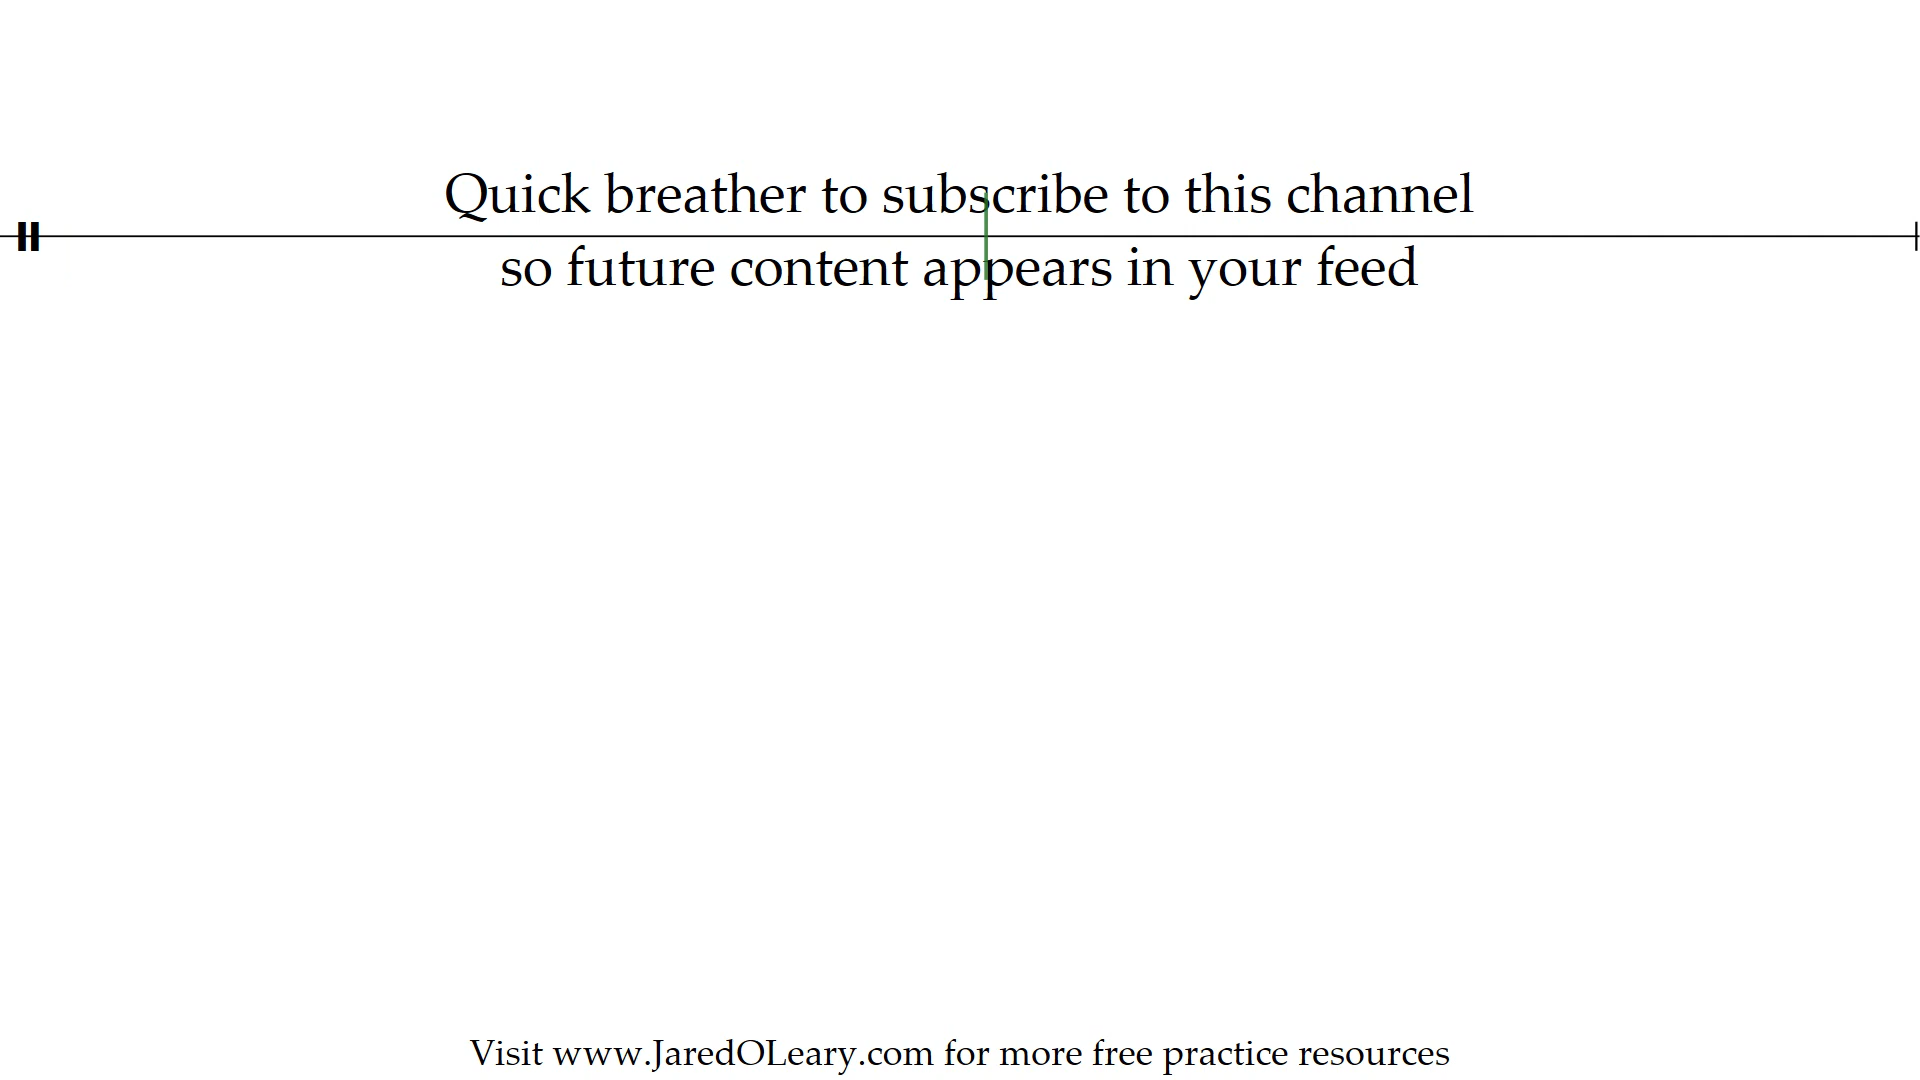 Quick breather to subscribe to this channel
so future content appears in your feed
Visit www.JaredOLeary.com for more free practice resources